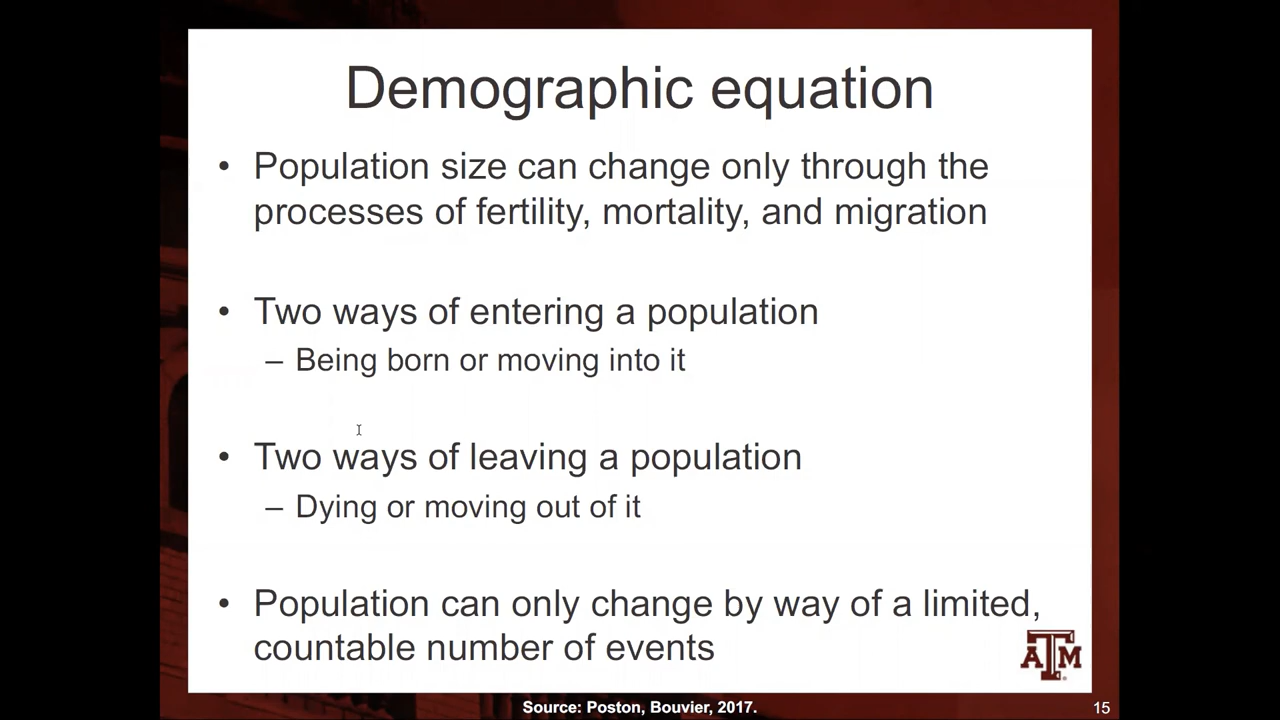 Demographic equation
• Population size can change only through the
processes of fertility, mortality, and migration
• Two ways of entering a population
– Being born or moving into it
• Two ways of leaving a population
– Dying or moving out of it
• Population can only change by way of a limited,
countable number of events
ATM
Source: Poston, Bouvier, 2017.
15